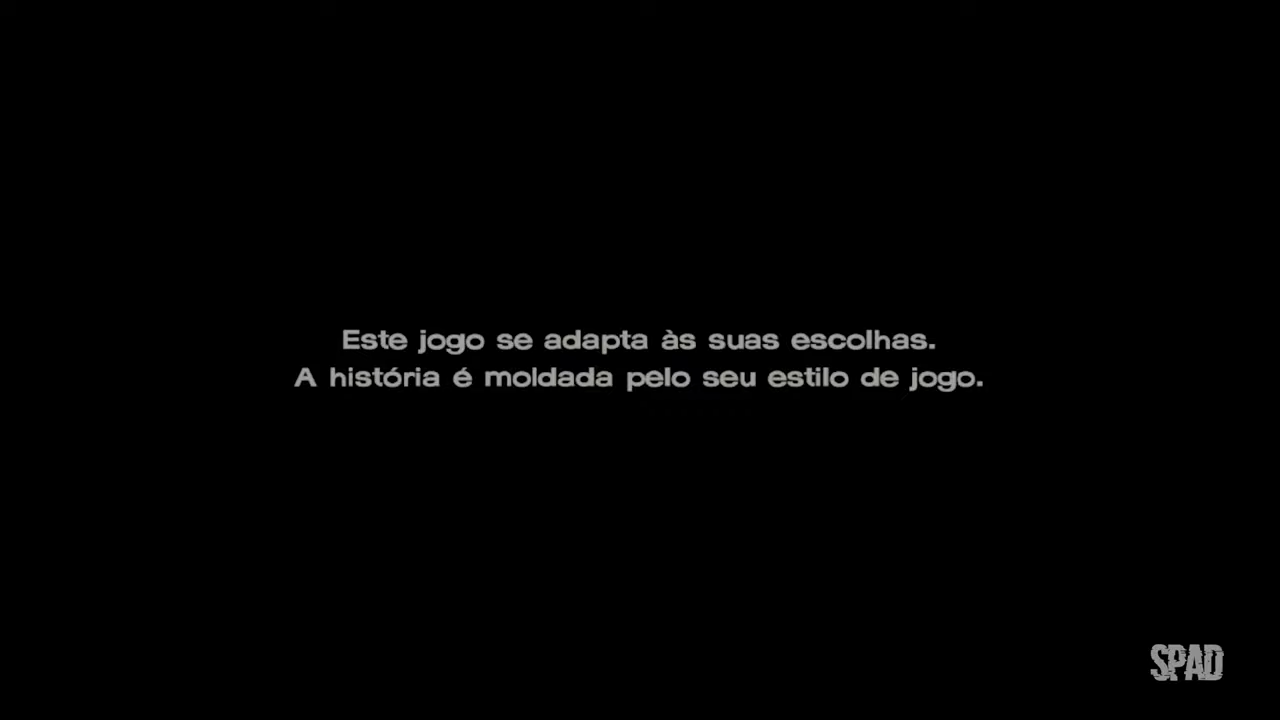 Este jogo se adapta às suas escolhas.
A história é moldada pelo seu estilo de jogo.
SPAD